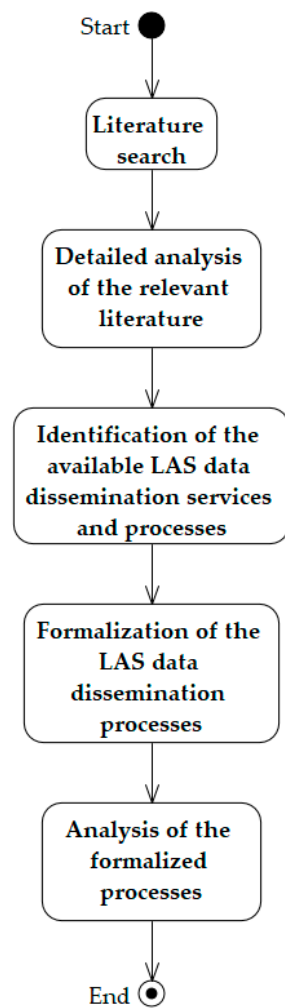 Start
Literature
search
Detailed analysis
of the relevant
literature
Identification of the
available LAS data
dissemination services
and processes
Formalization of the
LAS data
dissemination
processes
Analysis of the
formalized
processes
End